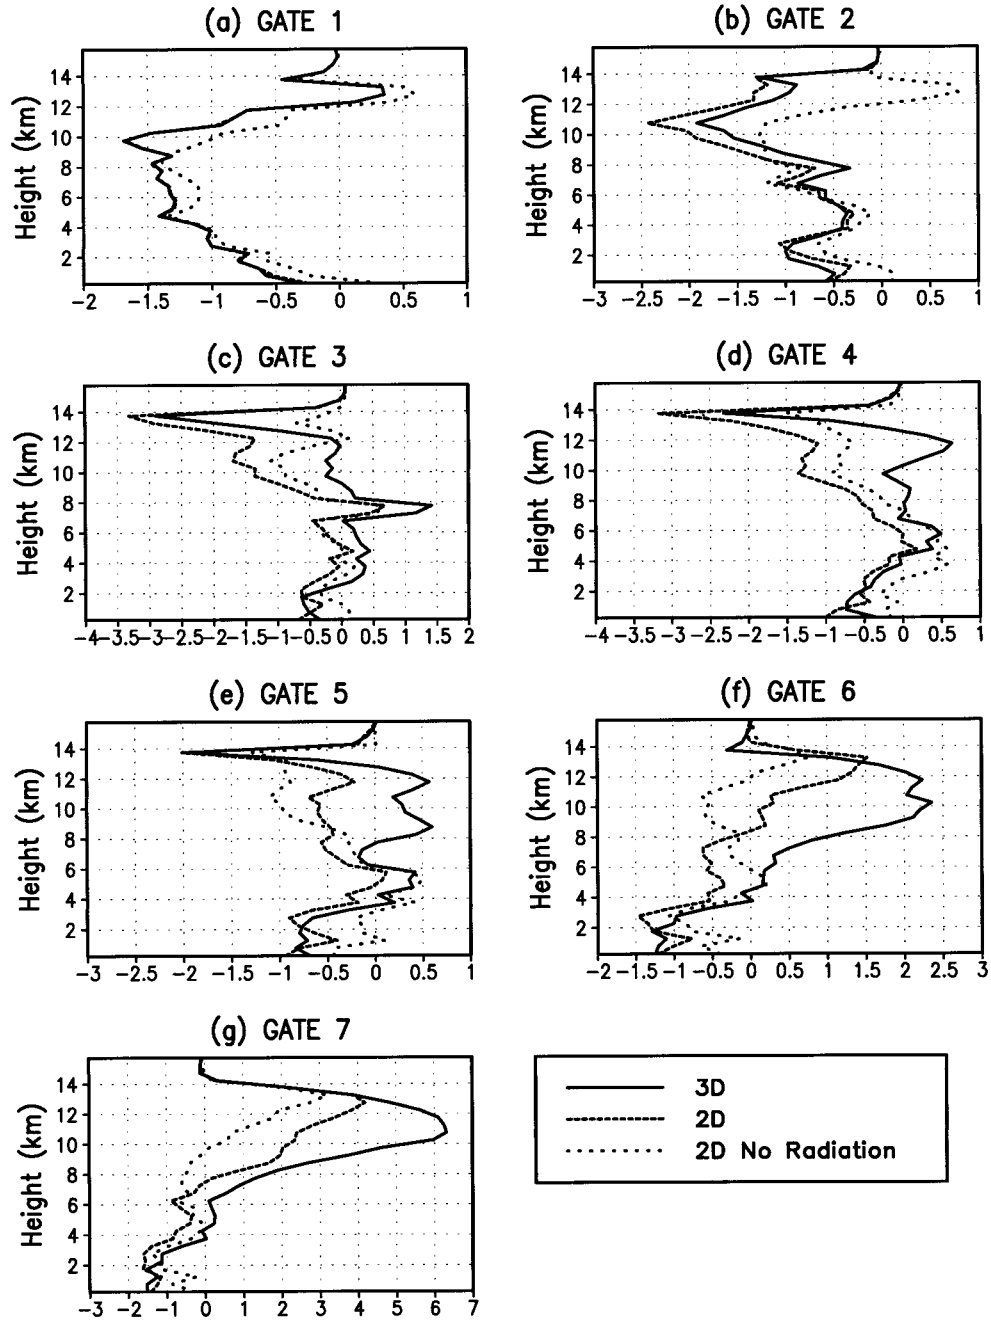 (a) GATE 1
Height (km)
14
12
10
8
6
4
2
-2 -1.5 -1 -0.5 0 0.5 1
(b) GATE 2
Height (km)
14
12
10
8
6
4
2
-3 -2.5 -2 -1.5 -1 -0.5 0 0.5 1
(c) GATE 3
Height (km)
14
12
10
8
6
4
2
-4 -3.5 -3 -2.5 -2 -1.5 -1 -0.5 0 0.5 1 1.5 2
(d) GATE 4
Height (km)
14
12
10
8
6
4
2
-4 -3.5 -3 -2.5 -2 -1.5 -1 -0.5 0 0.5 1
(e) GATE 5
Height (km)
14
12
10
8
6
4
2
-3 -2.5 -2 -1.5 -1 -0.5 0 0.5 1
(f) GATE 6
Height (km)
14
12
10
8
6
4
2
-2 -1.5 -1 -0.5 0 0.5 1 1.5 2 2.5 3
(g) GATE 7
Height (km)
14
12
10
8
6
4
2
-3 -2 -1 0 1 2 3 4 5 6 7
3D
2D
2D No Radiation